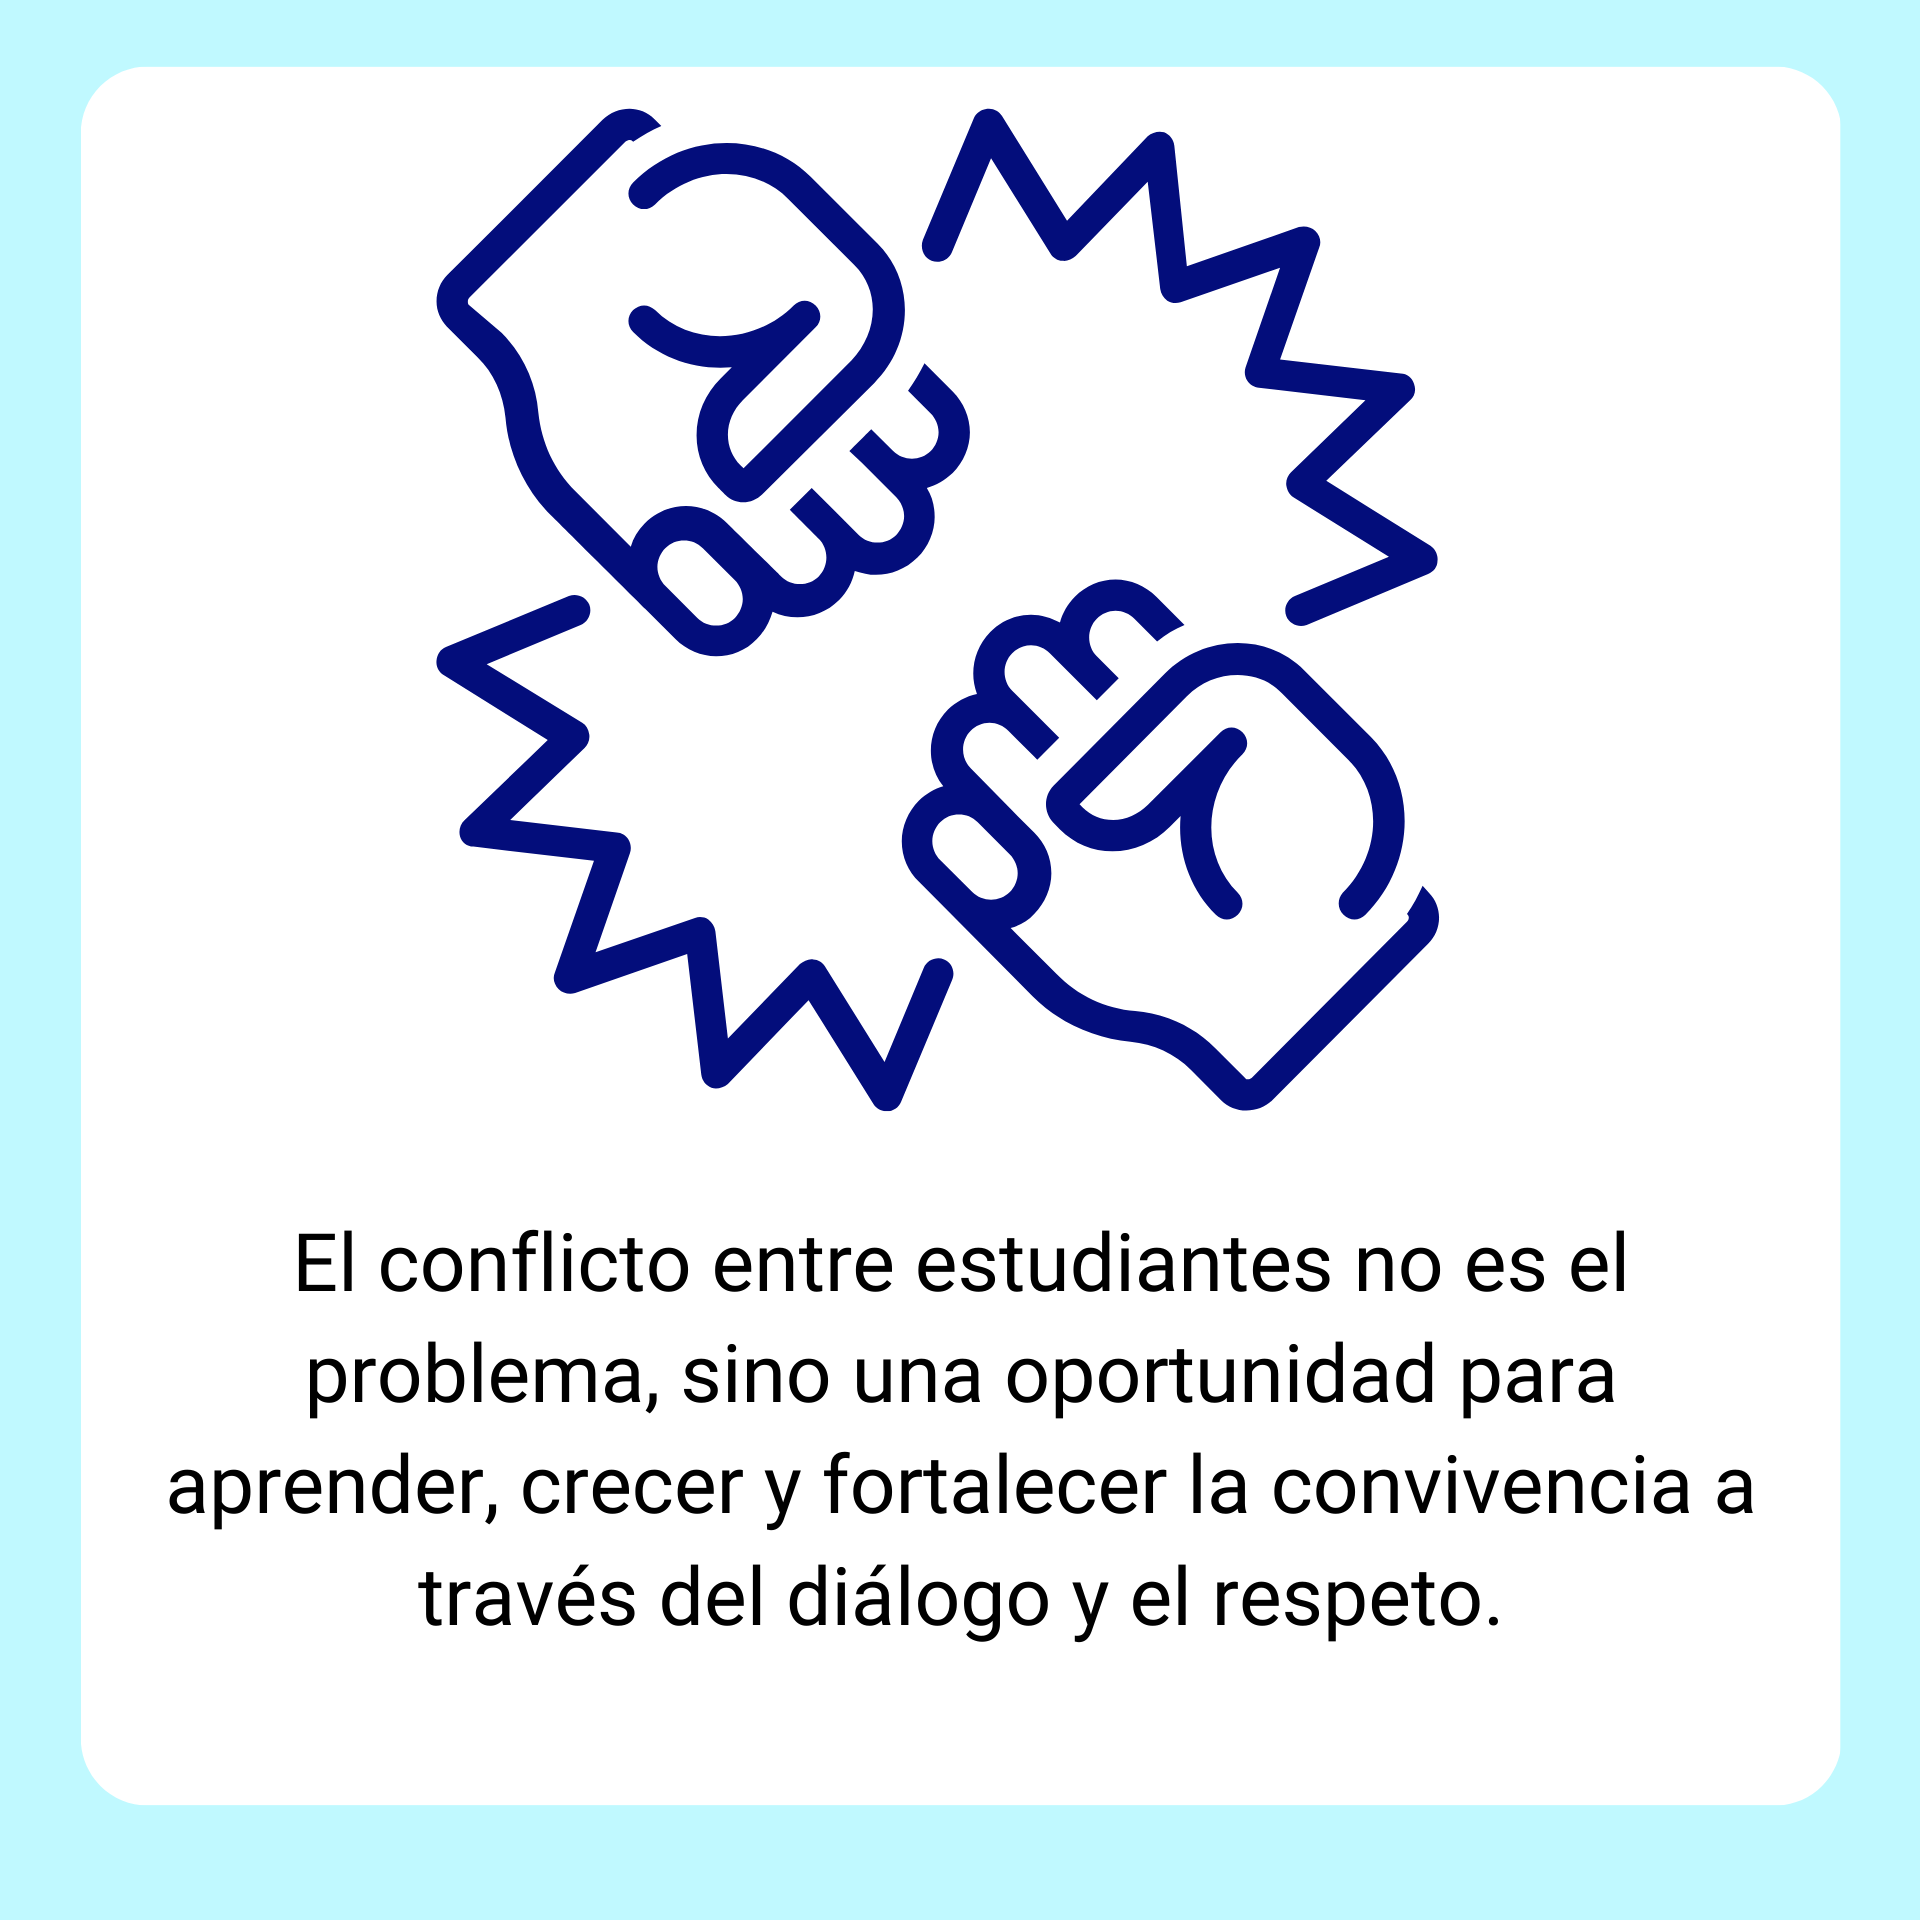 El conflicto entre estudiantes no es el
problema, sino una oportunidad para
aprender, crecer y fortalecer la convivencia a
través del diálogo y el respeto.